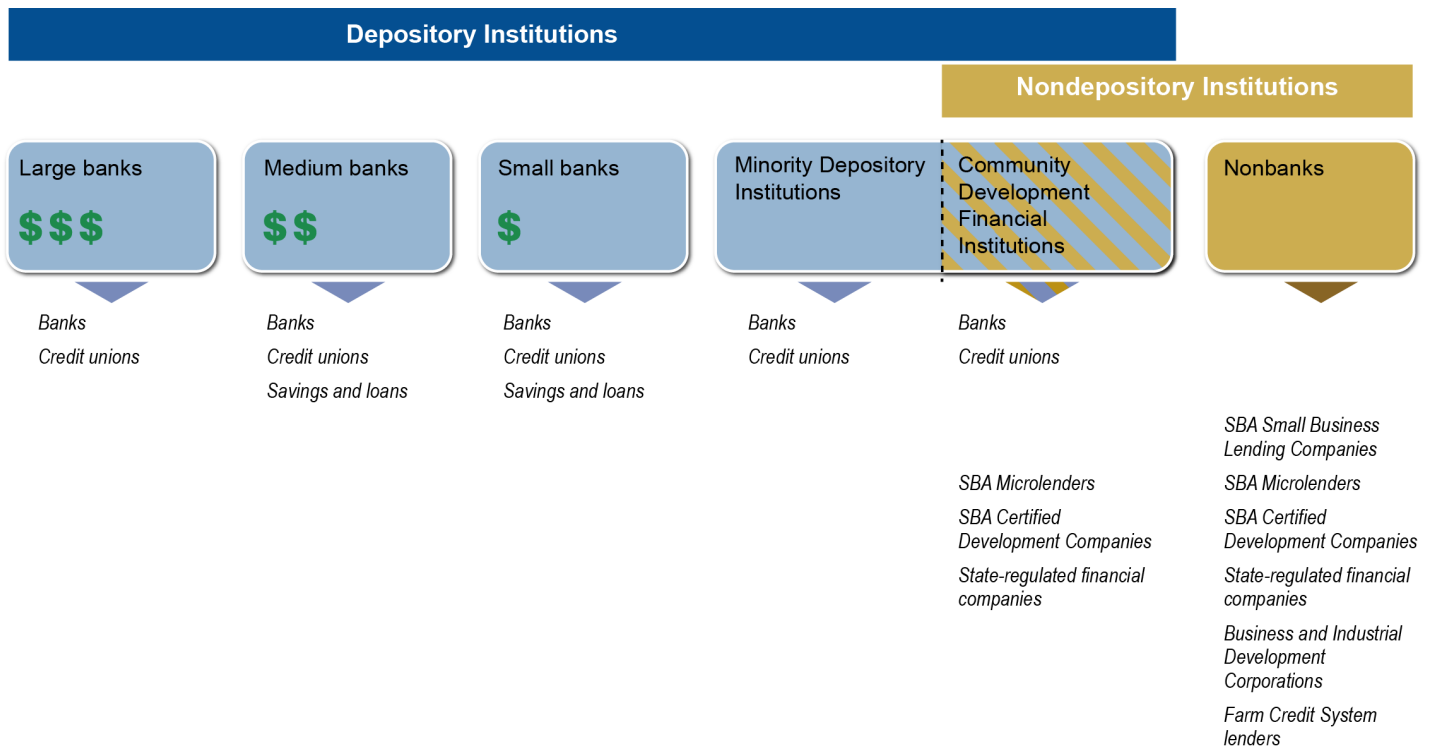 Depository Institutions
Nondepository Institutions
Large banks
$$$
Banks
Credit unions
Medium banks
$$
Banks
Credit unions
Savings and loans
Small banks
$
Banks
Credit unions
Savings and loans
Minority Depository
Institutions
Banks
Credit unions
Community
Development
Financial
Institutions
Banks
Credit unions
SBA Microlenders
SBA Certified
Development Companies
State-regulated financial
companies
Nonbanks
SBA Small Business
Lending Companies
SBA Microlenders
SBA Certified
Development Companies
State-regulated financial
companies
Business and Industrial
Development
Corporations
Farm Credit System
lenders